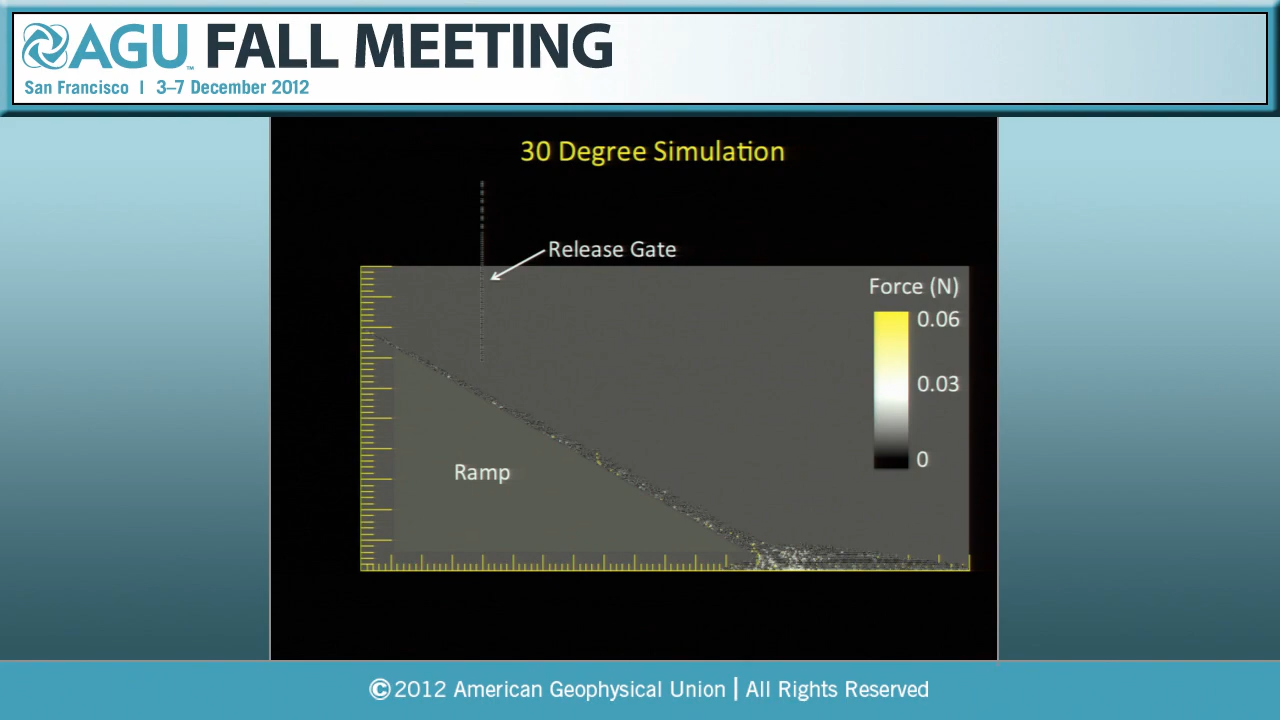 AGU™ FALL MEETING
San Francisco | 3–7 December 2012
30 Degree Simulation
Release Gate
Force (N)
0.06
0.03
0
Ramp
©2012 American Geophysical Union | All Rights Reserved